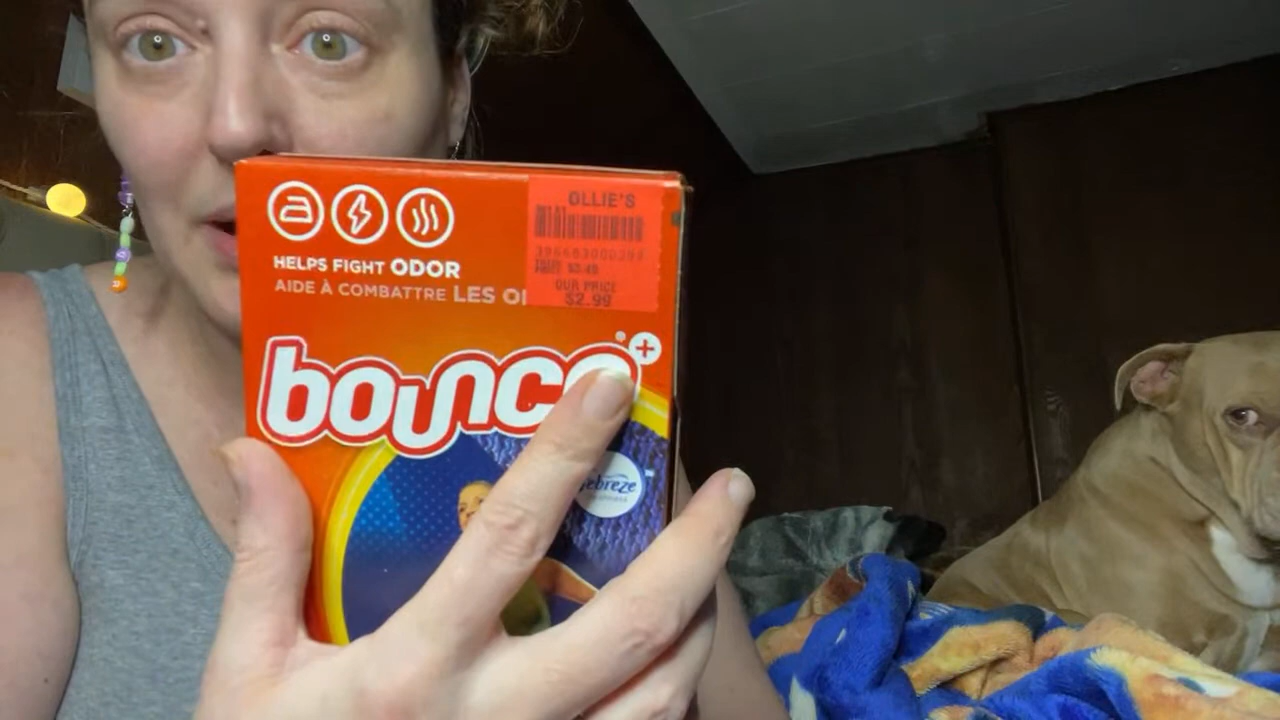 OLLIE'S
HELPS FIGHT ODOR
AIDE À COMBATTRE LES
OUR PRICE
$2.99
bounce+
febreze